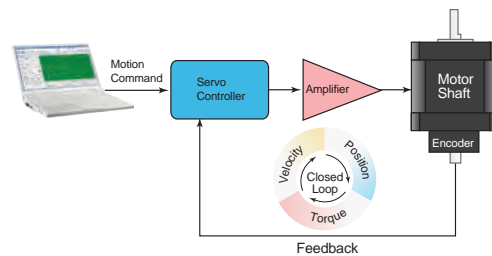 Motion
Command
Servo
Controller
Amplifier
Motor
Shaft
Encoder
Velocity
Position
Closed
Loop
Torque
Feedback